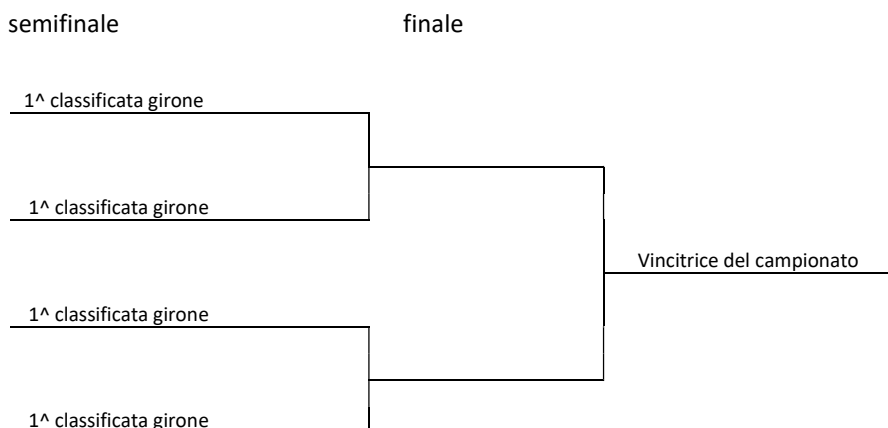 semifinale finale
1^ classificata girone
1^ classificata girone
Vincitrice del campionato
1^ classificata girone
1^ classificata girone